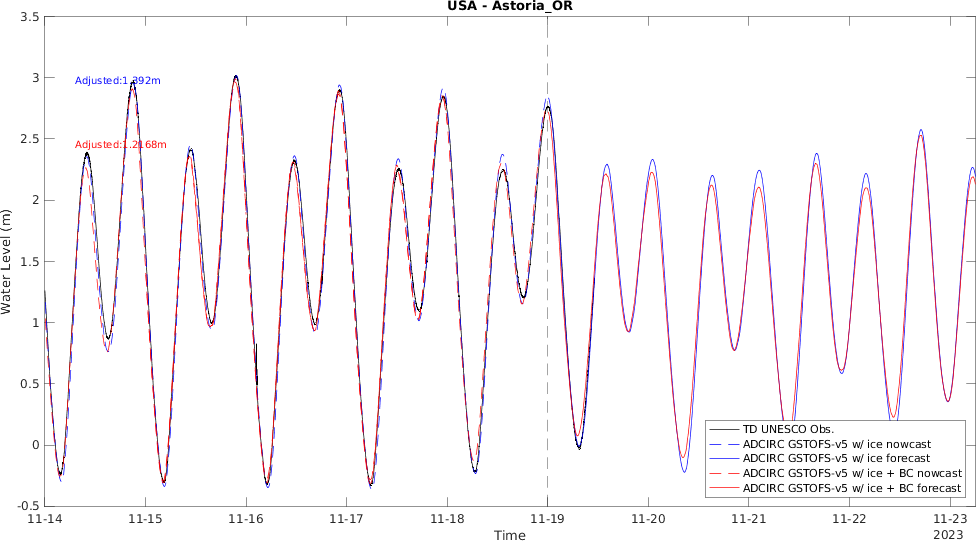 USA - Astoria_OR
3.5
3
2.5
2
1.5
1
0.5
0
-0.5
Water Level (m)
Adjusted:1.392m
Adjusted:1.2168m
TD UNESCO Obs.
ADCIRC GSTOFS-v5 w/ ice nowcast
ADCIRC GSTOFS-v5 w/ ice forecast
ADCIRC GSTOFS-v5 w/ ice + BC nowcast
ADCIRC GSTOFS-v5 w/ ice + BC forecast
11-14 11-15 11-16 11-17 11-18 11-19 11-20 11-21 11-22 11-23
Time
2023